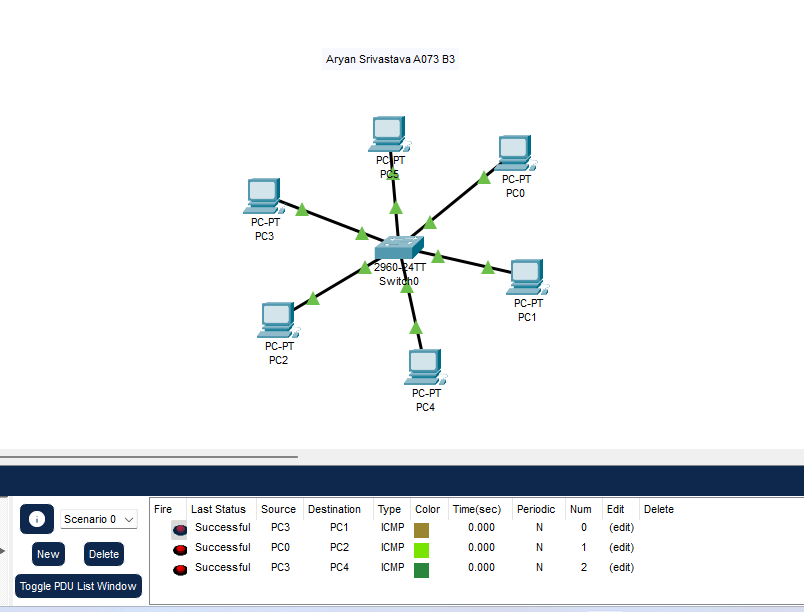 Aryan Srivastava A073 B3
PC-PT
PC5
PC-PT
PC0
PC-PT
PC3
2960-24TT
Switch0
PC-PT
PC1
PC-PT
PC2
PC-PT
PC4
Fire Last Status Source Destination Type Color Time(sec) Periodic Num Edit Delete
Successful PC3 PC1 ICMP 0.000 N 0 (edit)
Successful PC0 PC2 ICMP 0.000 N 1 (edit)
Successful PC3 PC4 ICMP 0.000 N 2 (edit)
Scenario 0
New Delete
Toggle PDU List Window